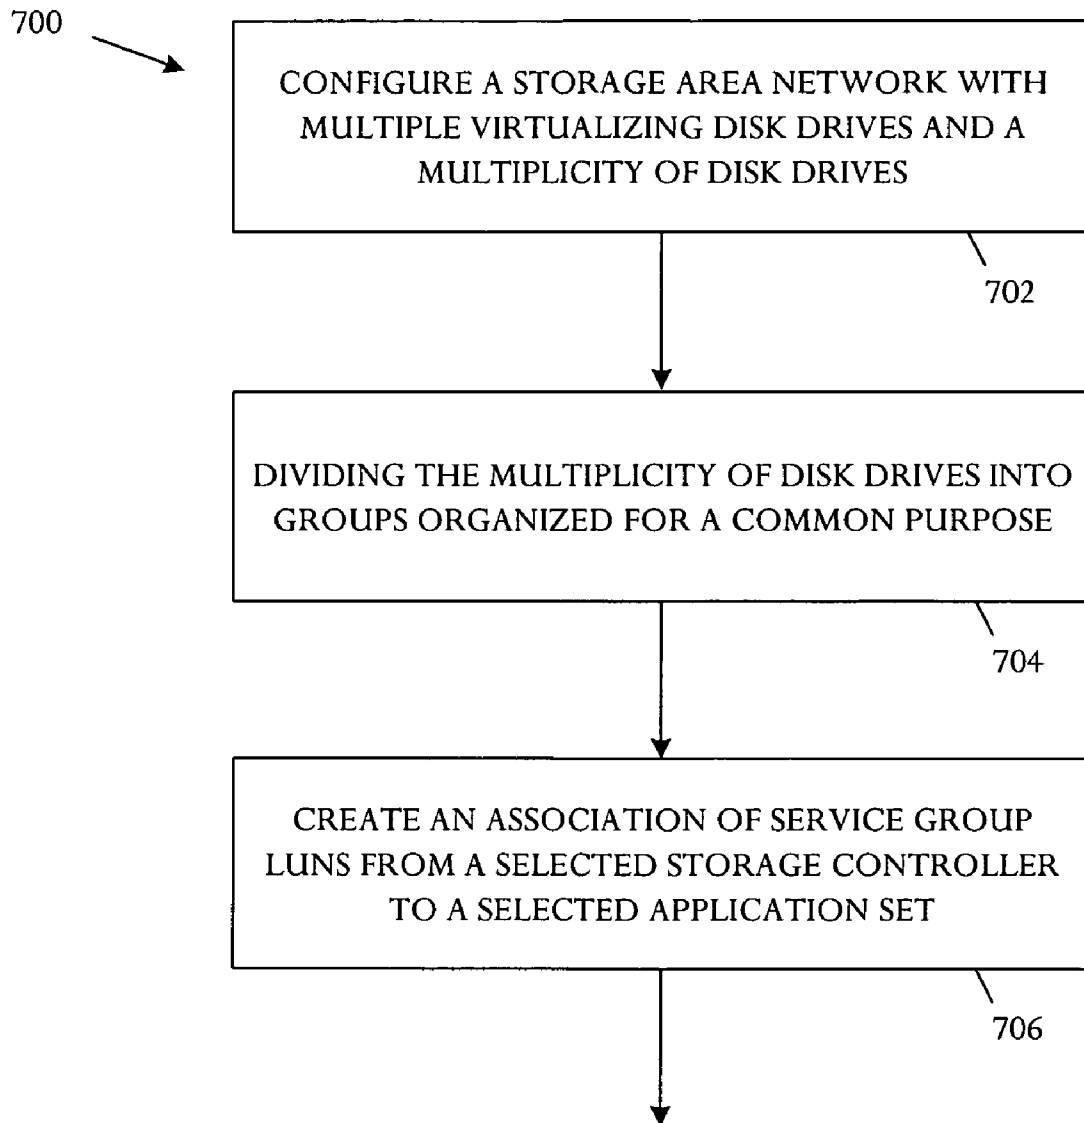 700
CONFIGURE A STORAGE AREA NETWORK WITH
MULTIPLE VIRTUALIZING DISK DRIVES AND A
MULTIPLICITY OF DISK DRIVES
702
DIVIDING THE MULTIPLICITY OF DISK DRIVES INTO
GROUPS ORGANIZED FOR A COMMON PURPOSE
704
CREATE AN ASSOCIATION OF SERVICE GROUP
LUNS FROM A SELECTED STORAGE CONTROLLER
TO A SELECTED APPLICATION SET
706